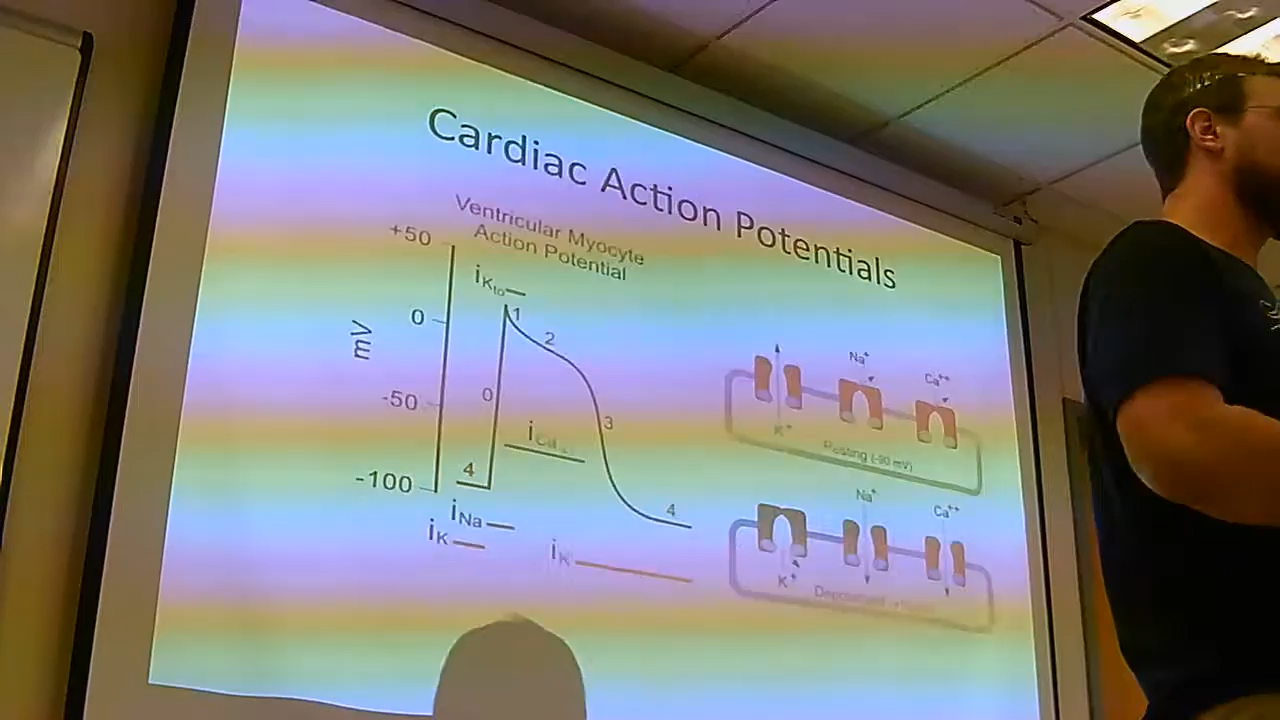 Cardiac Action Potentials
Ventricular Myocyte
Action Potential
+50
0
-50
-100
mV
iKto
1
2
0
3
4
4
iCa
iNa
iK
iK
Na⁺
Ca⁺⁺
K⁺
Resting (-90 mV)
Na⁺
Ca⁺⁺
K⁺